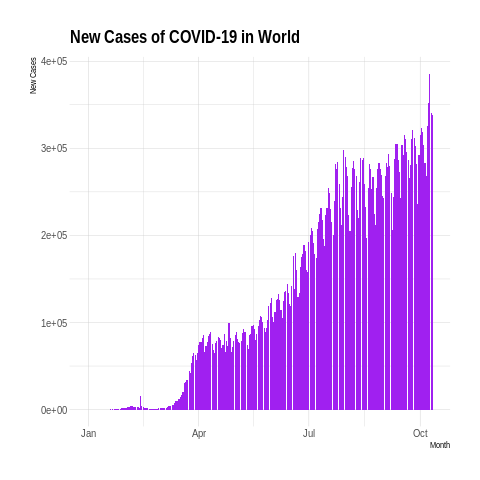 New Cases of COVID-19 in World
New Cases
4e+05
3e+05
2e+05
1e+05
0e+00
Jan Apr Jul Oct
Month